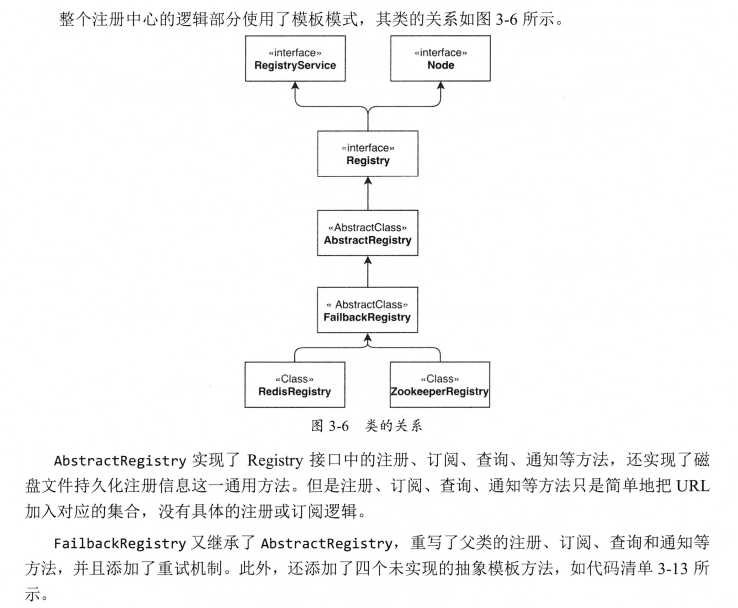 整个注册中心的逻辑部分使用了模板模式，其类的关系如图 3-6 所示。
«interface»
RegistryService
«interface»
Node
«interface»
Registry
«AbstractClass»
AbstractRegistry
« AbstractClass»
FailbackRegistry
«Class»
RedisRegistry
«Class»
ZookeeperRegistry
图 3-6 类的关系
AbstractRegistry 实现了 Registry 接口中的注册、订阅、查询、通知等方法，还实现了磁
盘文件持久化注册信息这一通用方法。但是注册、订阅、查询、通知等方法只是简单地把 URL
加入对应的集合，没有具体的注册或订阅逻辑。
FailbackRegistry 又继承了 AbstractRegistry，重写了父类的注册、订阅、查询和通知等
方法，并且添加了重试机制。此外，还添加了四个未实现的抽象模板方法，如代码清单 3-13 所
示。